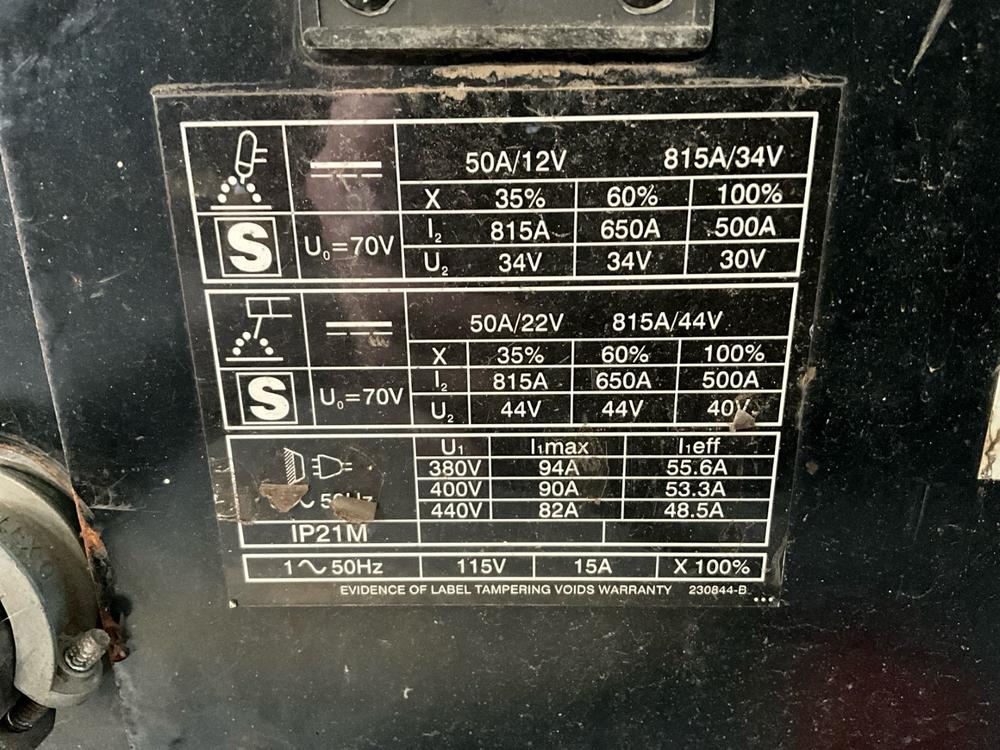 50A/12V 815A/34V
X 35% 60% 100%
S U₀=70V I₂ 815A 650A 500A
U₂ 34V 34V 30V
50A/22V 815A/44V
X 35% 60% 100%
S U₀=70V I₂ 815A 650A 500A
U₂ 44V 44V 40V
U₁ I₁max I₁eff
380V 94A 55.6A
400V 90A 53.3A
50Hz 440V 82A 48.5A
IP21M
1~50Hz 115V 15A X 100%
EVIDENCE OF LABEL TAMPERING VOIDS WARRANTY 230844-B